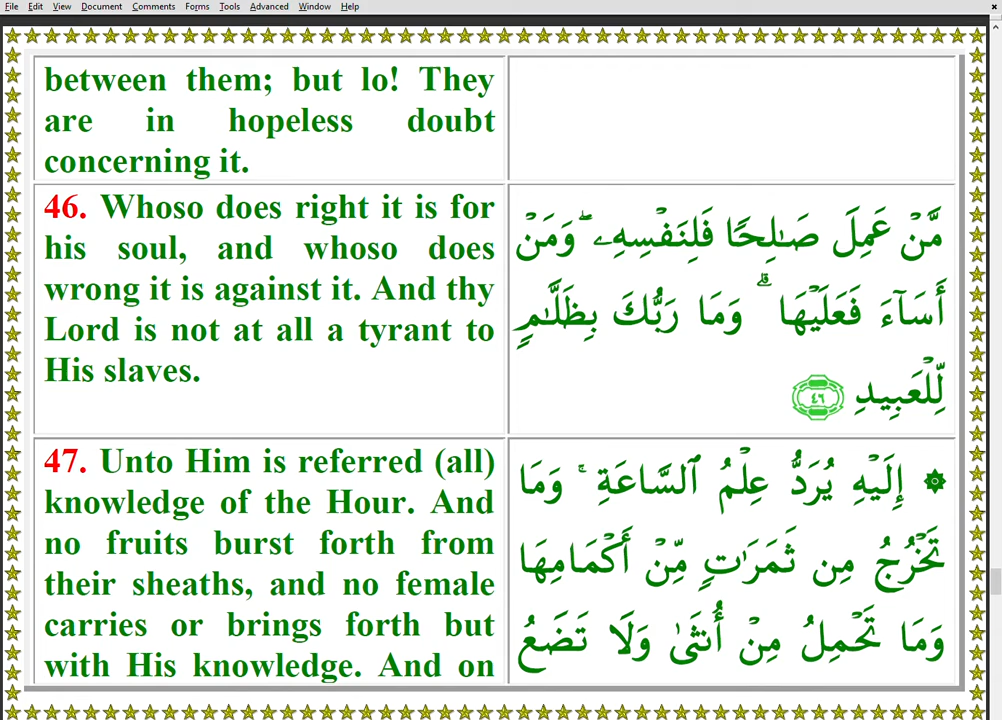 File Edit View Document Comments Forms Tools Advanced Window Help
between them; but lo! They
are in hopeless doubt
concerning it.
46. Whoso does right it is for
his soul, and whoso does
wrong it is against it. And thy
Lord is not at all a tyrant to
His slaves.
مَّنْ عَمِلَ صَـٰلِحًا فَلِنَفْسِهِۦ ۖ وَمَنْ
أَسَآءَ فَعَلَيْهَا ۗ وَمَا رَبُّكَ بِظَلَّـٰمٍ
لِّلْعَبِيدِ ٤٦
47. Unto Him is referred (all)
knowledge of the Hour. And
no fruits burst forth from
their sheaths, and no female
carries or brings forth but
with His knowledge. And on
۞ إِلَيْهِ يُرَدُّ عِلْمُ ٱلسَّاعَةِ ۚ وَمَا
تَخْرُجُ مِن ثَمَرَٰتٍ مِّنْ أَكْمَامِهَا
وَمَا تَحْمِلُ مِنْ أُنثَىٰ وَلَا تَضَعُ